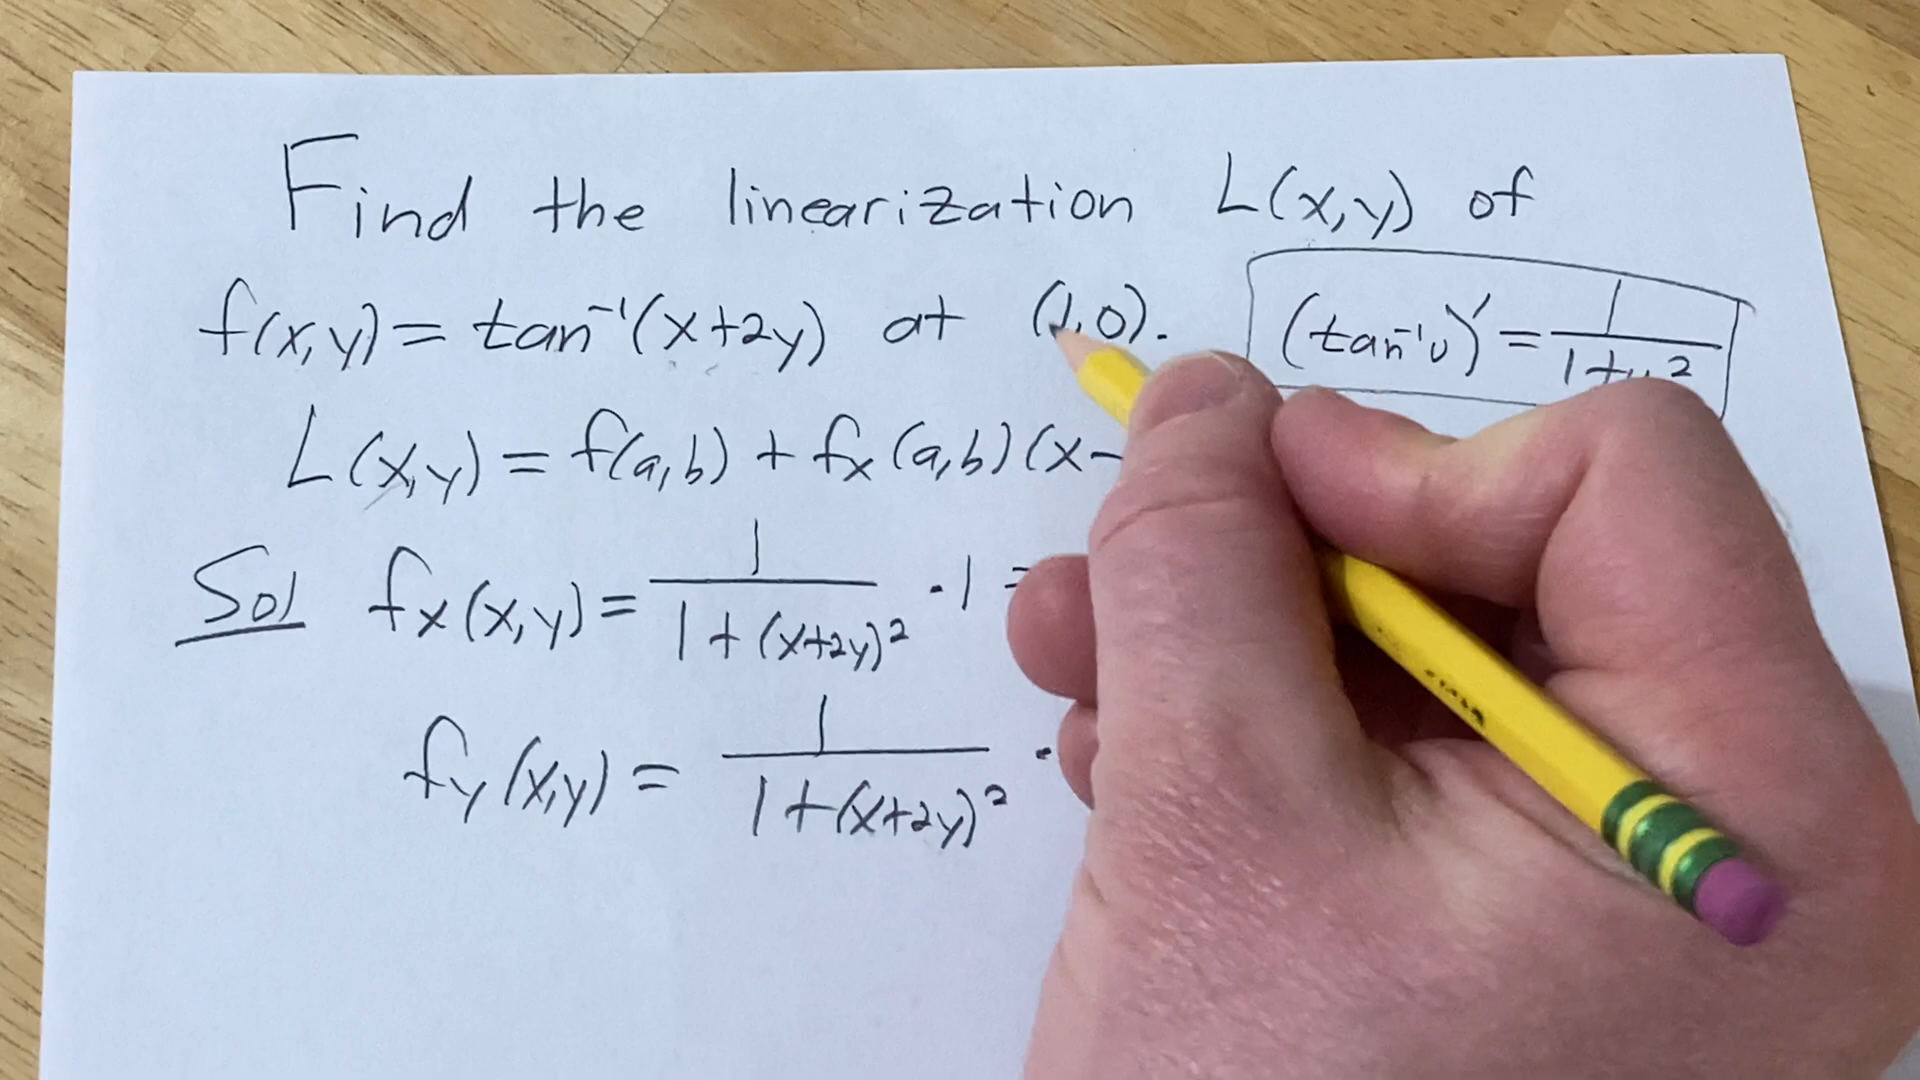 Find the linearization L(x,y) of
f(x,y) = tan⁻¹(x+2y) at (1,0).
(tan⁻¹u)′ = 1/(1+u²)
L(x,y) = f(a,b) + fₓ(a,b)(x-
Sol fₓ(x,y) = 1/(1+(x+2y)²) · 1 =
f_y(x,y) = 1/(1+(x+2y)²) ·